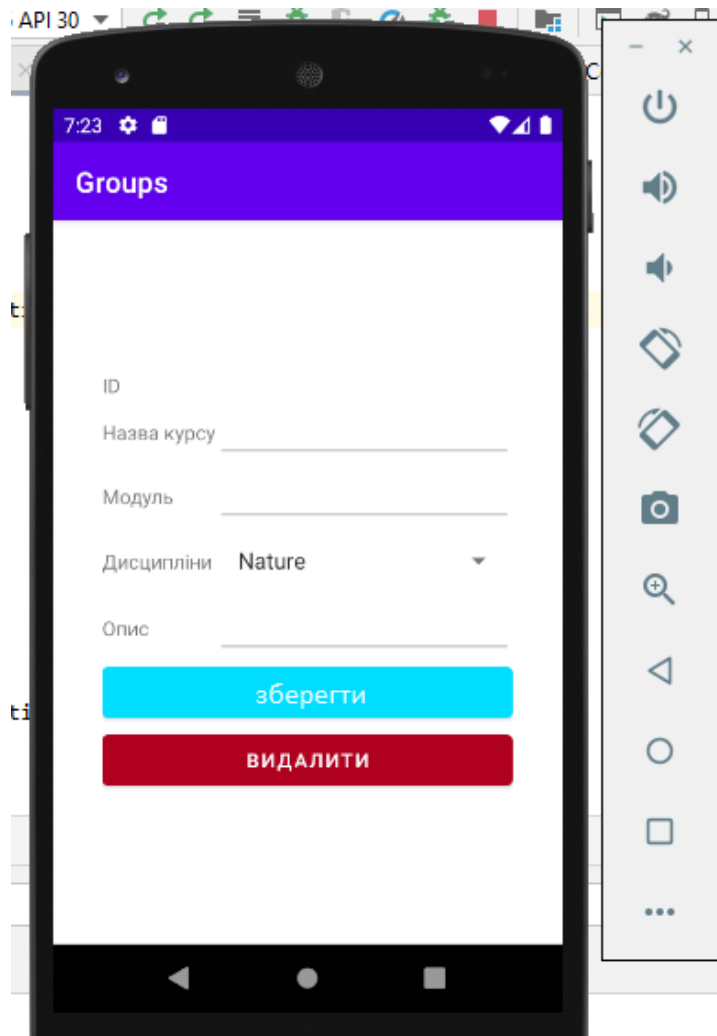 API 30
7:23
Groups
ID
Назва курсу
Модуль
Дисципліни Nature
Опис
зберегти
ВИДАЛИТИ